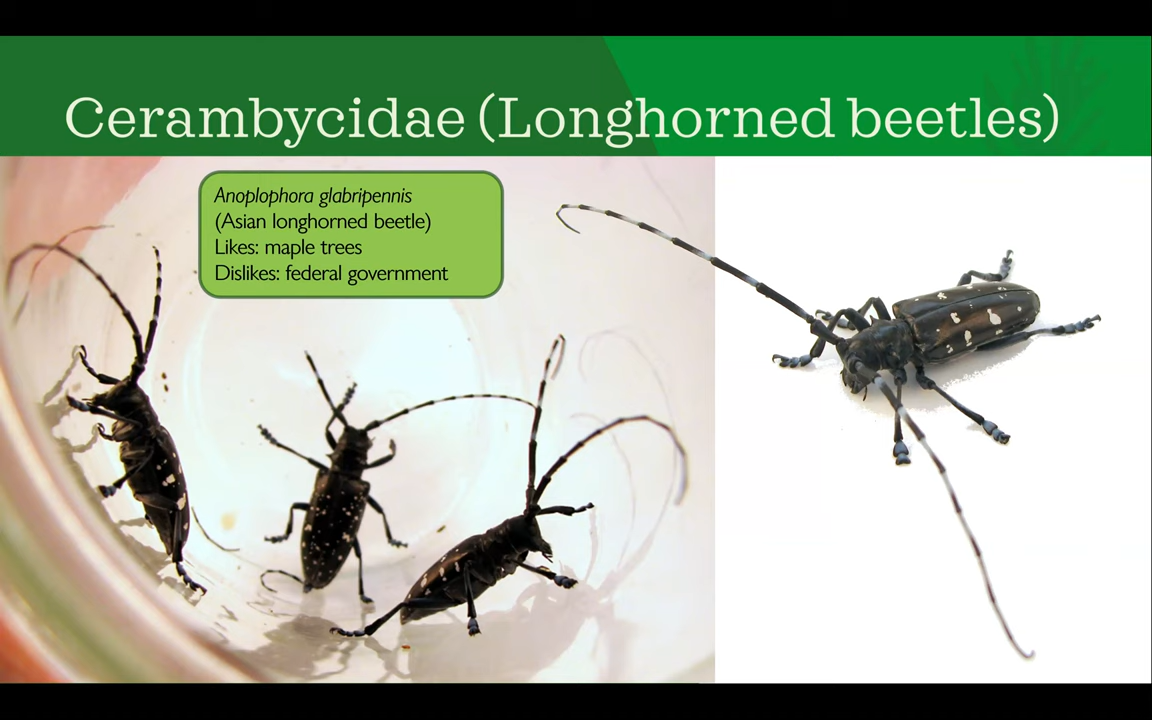 Cerambycidae (Longhorned beetles)
Anoplophora glabripennis
(Asian longhorned beetle)
Likes: maple trees
Dislikes: federal government